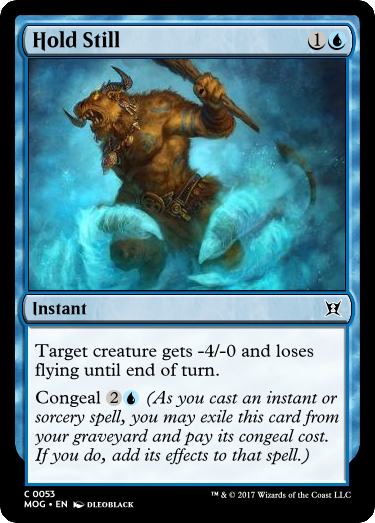 Hold Still 1
Instant
Target creature gets -4/-0 and loses
flying until end of turn.
Congeal 2 (As you cast an instant or
sorcery spell, you may exile this card from
your graveyard and pay its congeal cost.
If you do, add its effects to that spell.)
C 0053
MOG • EN DLEOBLACK
™ & © 2017 Wizards of the Coast LLC